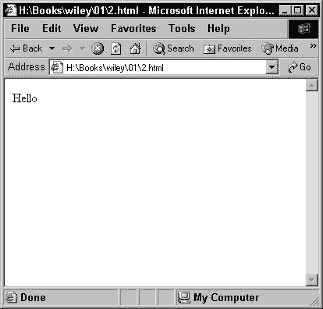 H:\Books\wiley\01\2.html - Microsoft Internet Explo...
File Edit View Favorites Tools Help
Back Search Favorites Media »
Address H:\Books\wiley\01\2.html Go
Hello
Done My Computer